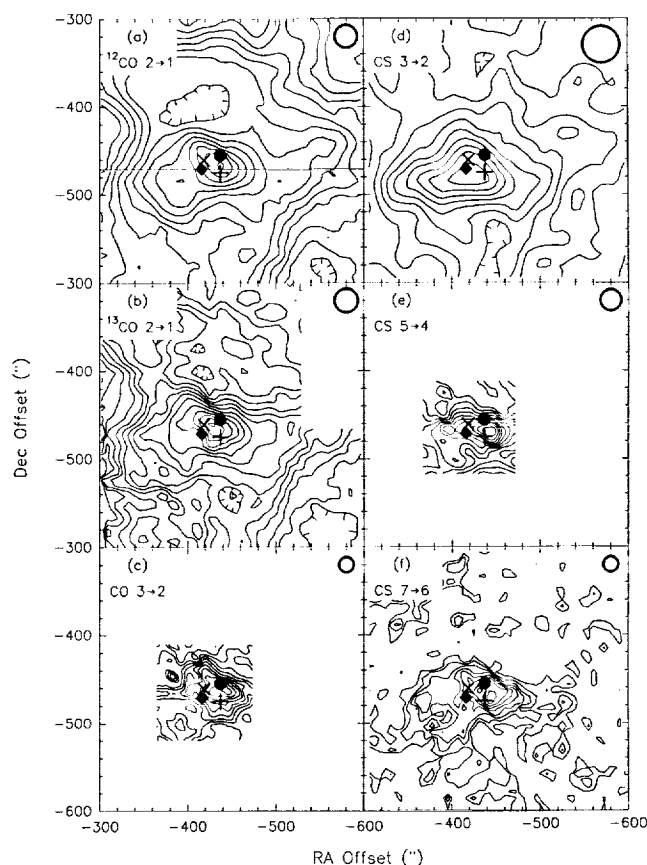 -300
(a)
¹²CO 2→1
(d)
CS 3→2
-400
-500
-300
(b)
¹³CO 2→1
(e)
CS 5→4
-400
Dec Offset (")
-500
-300
(c)
CO 3→2
(f)
CS 7→6
-400
-500
-600
-300
-400
-500
-600
-400
-500
-600
RA Offset (")